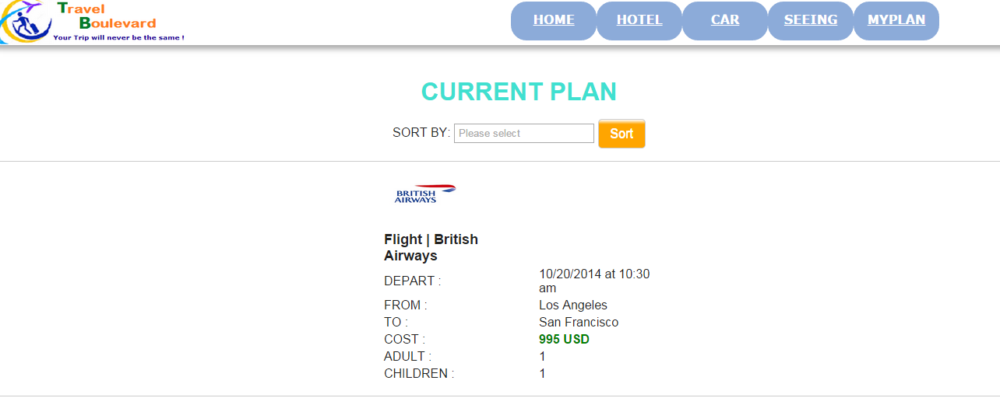 Travel
Boulevard
Your Trip will never be the same !
HOME HOTEL CAR SEEING MYPLAN
CURRENT PLAN
SORT BY: Please select Sort
BRITISH
AIRWAYS
Flight | British
Airways
DEPART : 10/20/2014 at 10:30
am
FROM : Los Angeles
TO : San Francisco
COST : 995 USD
ADULT : 1
CHILDREN : 1